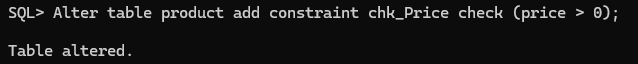 SQL> Alter table product add constraint chk_Price check (price > 0);
Table altered.